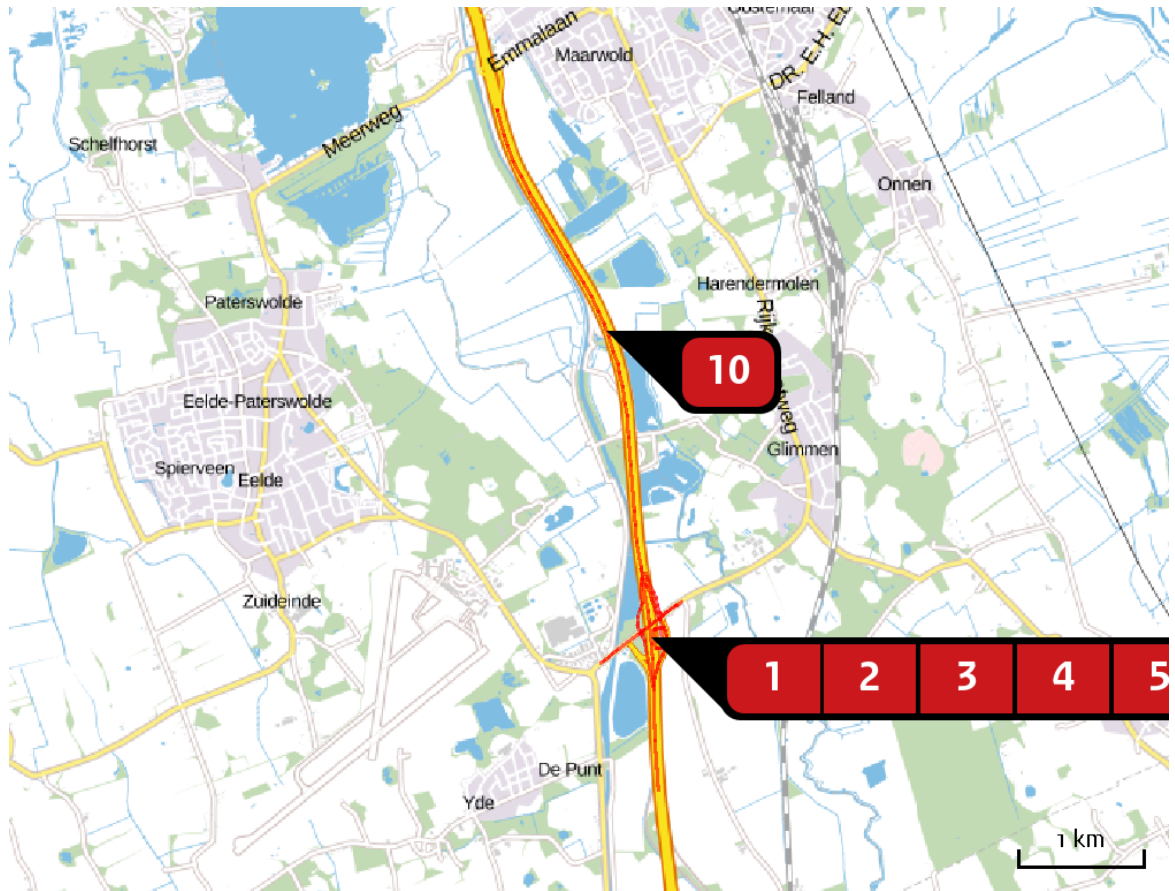 Emmalaan
Maarwold
DR. E.H.
Felland
Meerweg
Schelfhorst
Onnen
Harendermolen
Paterswolde
10
Eelde-Paterswolde
Glimmen
Spierveen
Eelde
Zuideinde
1 2 3 4 5
De Punt
Yde
1 km